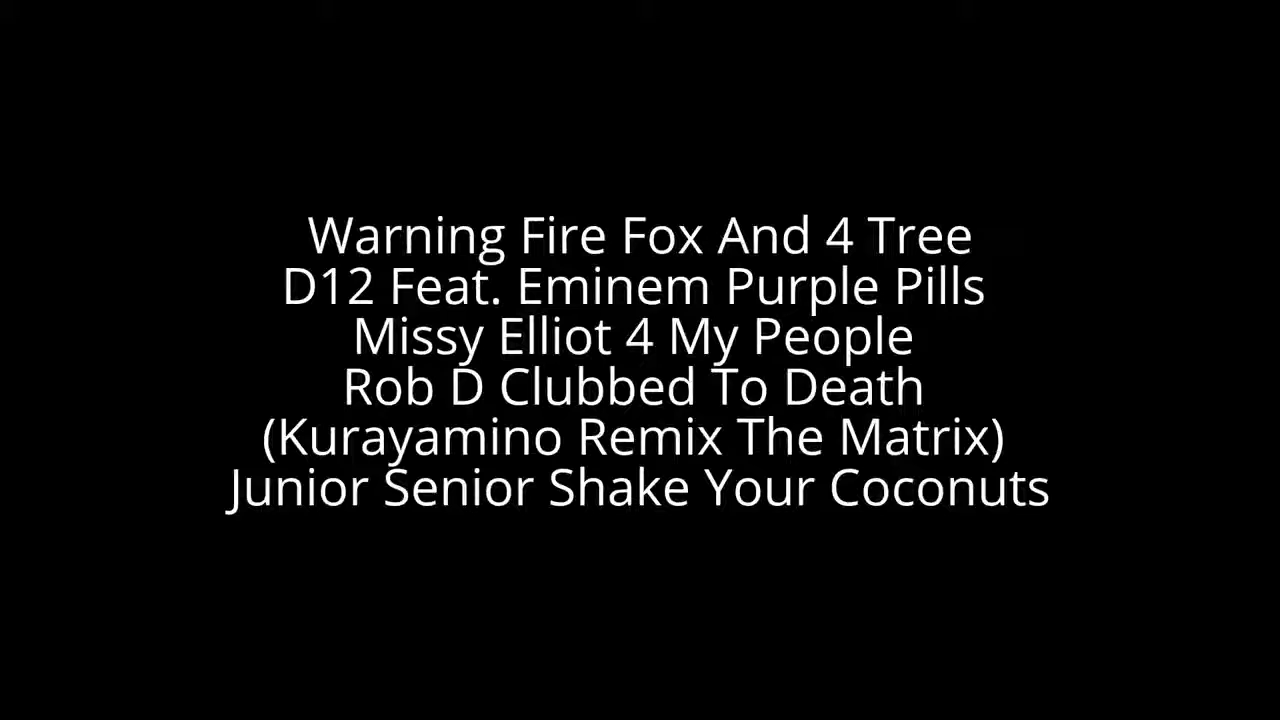 Warning Fire Fox And 4 Tree
D12 Feat. Eminem Purple Pills
Missy Elliot 4 My People
Rob D Clubbed To Death
(Kurayamino Remix The Matrix)
Junior Senior Shake Your Coconuts